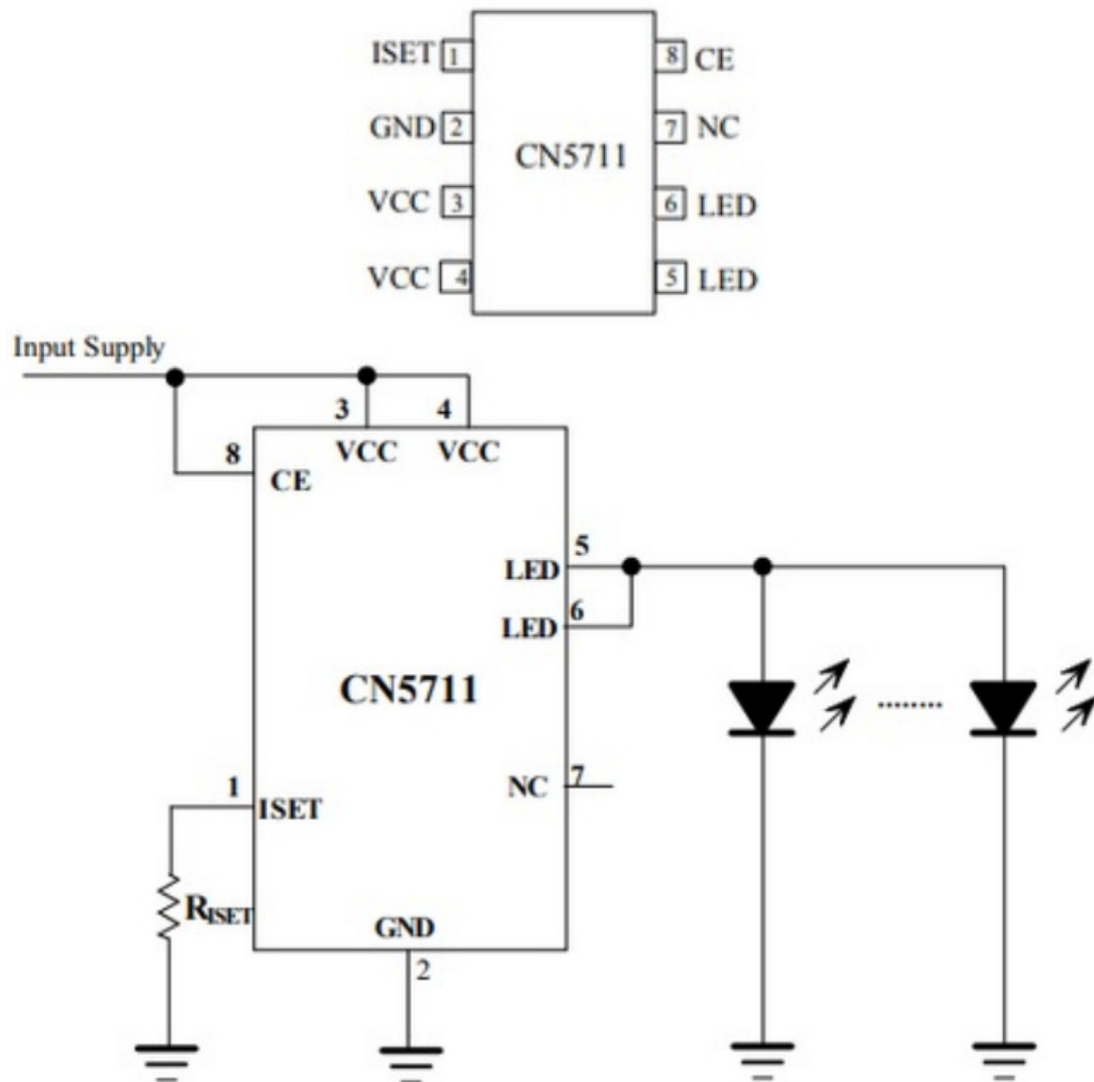 ISET 1 8 CE
GND 2 7 NC
CN5711
VCC 3 6 LED
VCC 4 5 LED
Input Supply
3 4
8 VCC VCC
CE
5
LED
6
LED
CN5711
NC 7
1
ISET
RISET
GND
2